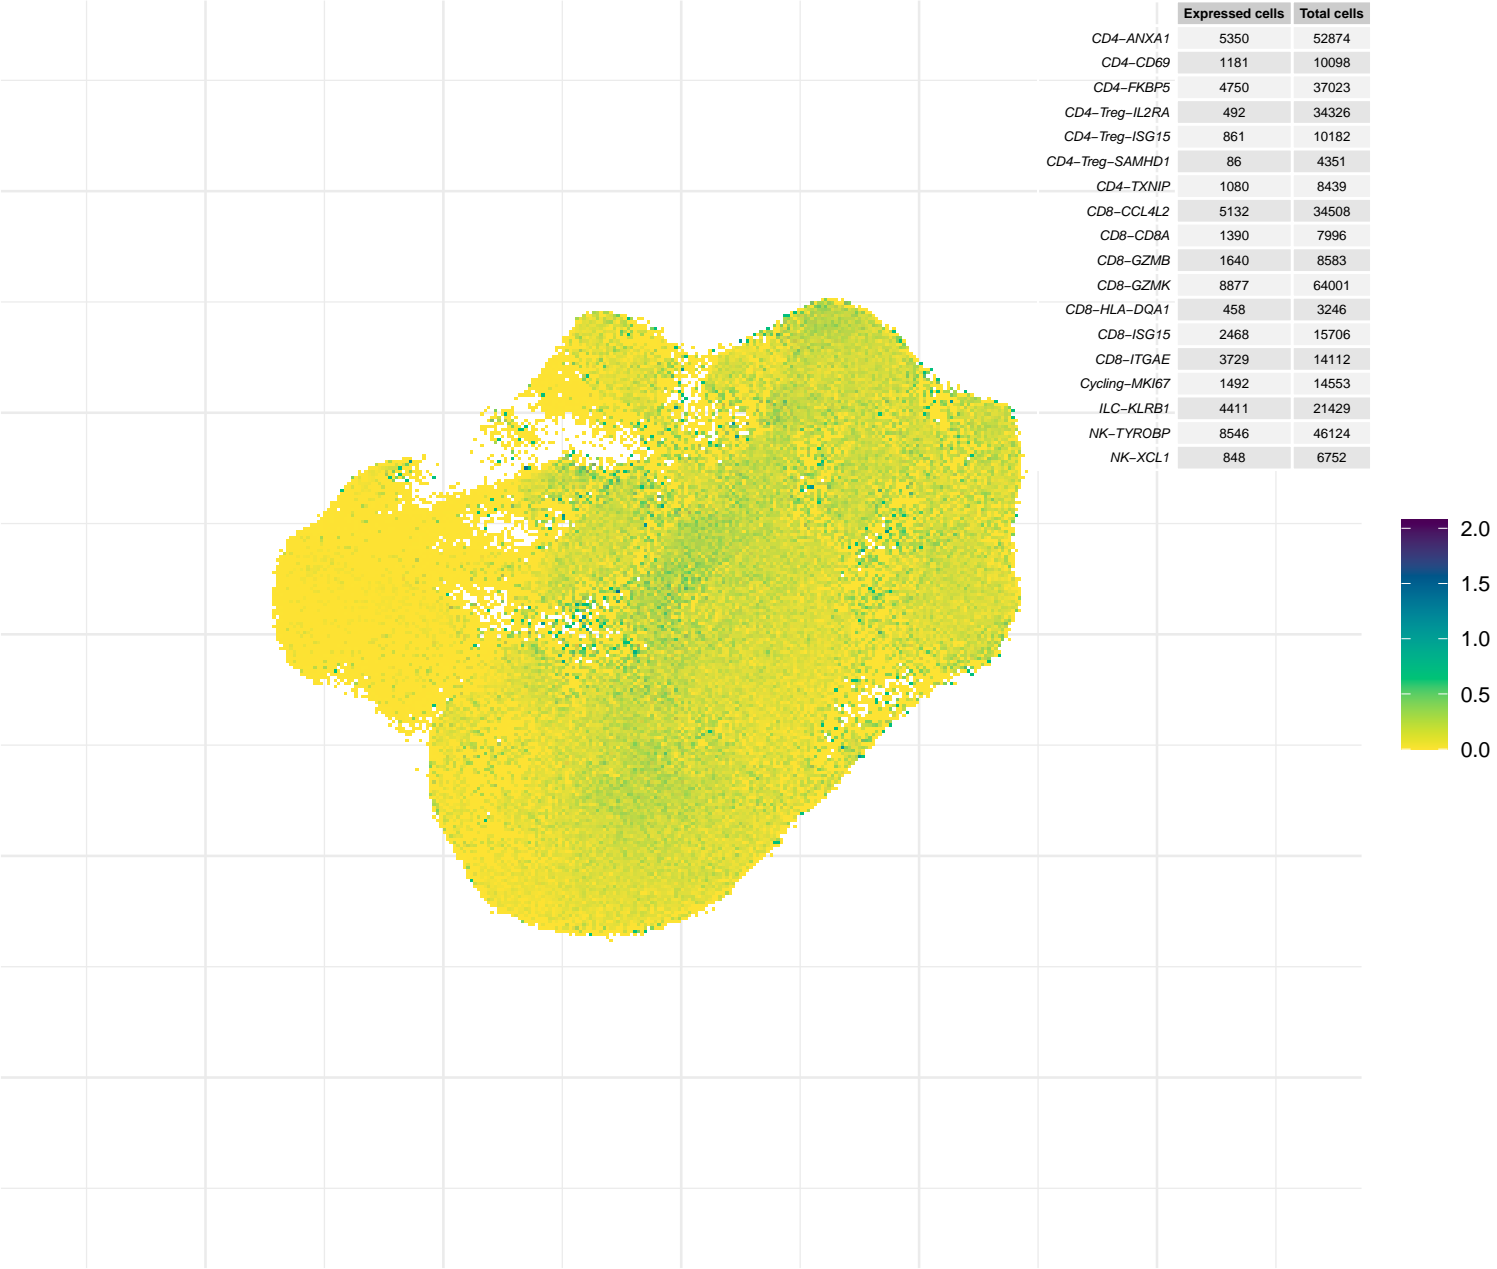 Expressed cells Total cells
CD4−ANXA1 5350 52874
CD4−CD69 1181 10098
CD4−FKBP5 4750 37023
CD4−Treg−IL2RA 492 34326
CD4−Treg−ISG15 861 10182
CD4−Treg−SAMHD1 86 4351
CD4−TXNIP 1080 8439
CD8−CCL4L2 5132 34508
CD8−CD8A 1390 7996
CD8−GZMB 1640 8583
CD8−GZMK 8877 64001
CD8−HLA−DQA1 458 3246
CD8−ISG15 2468 15706
CD8−ITGAE 3729 14112
Cycling−MKI67 1492 14553
ILC−KLRB1 4411 21429
NK−TYROBP 8546 46124
NK−XCL1 848 6752
2.0
1.5
1.0
0.5
0.0